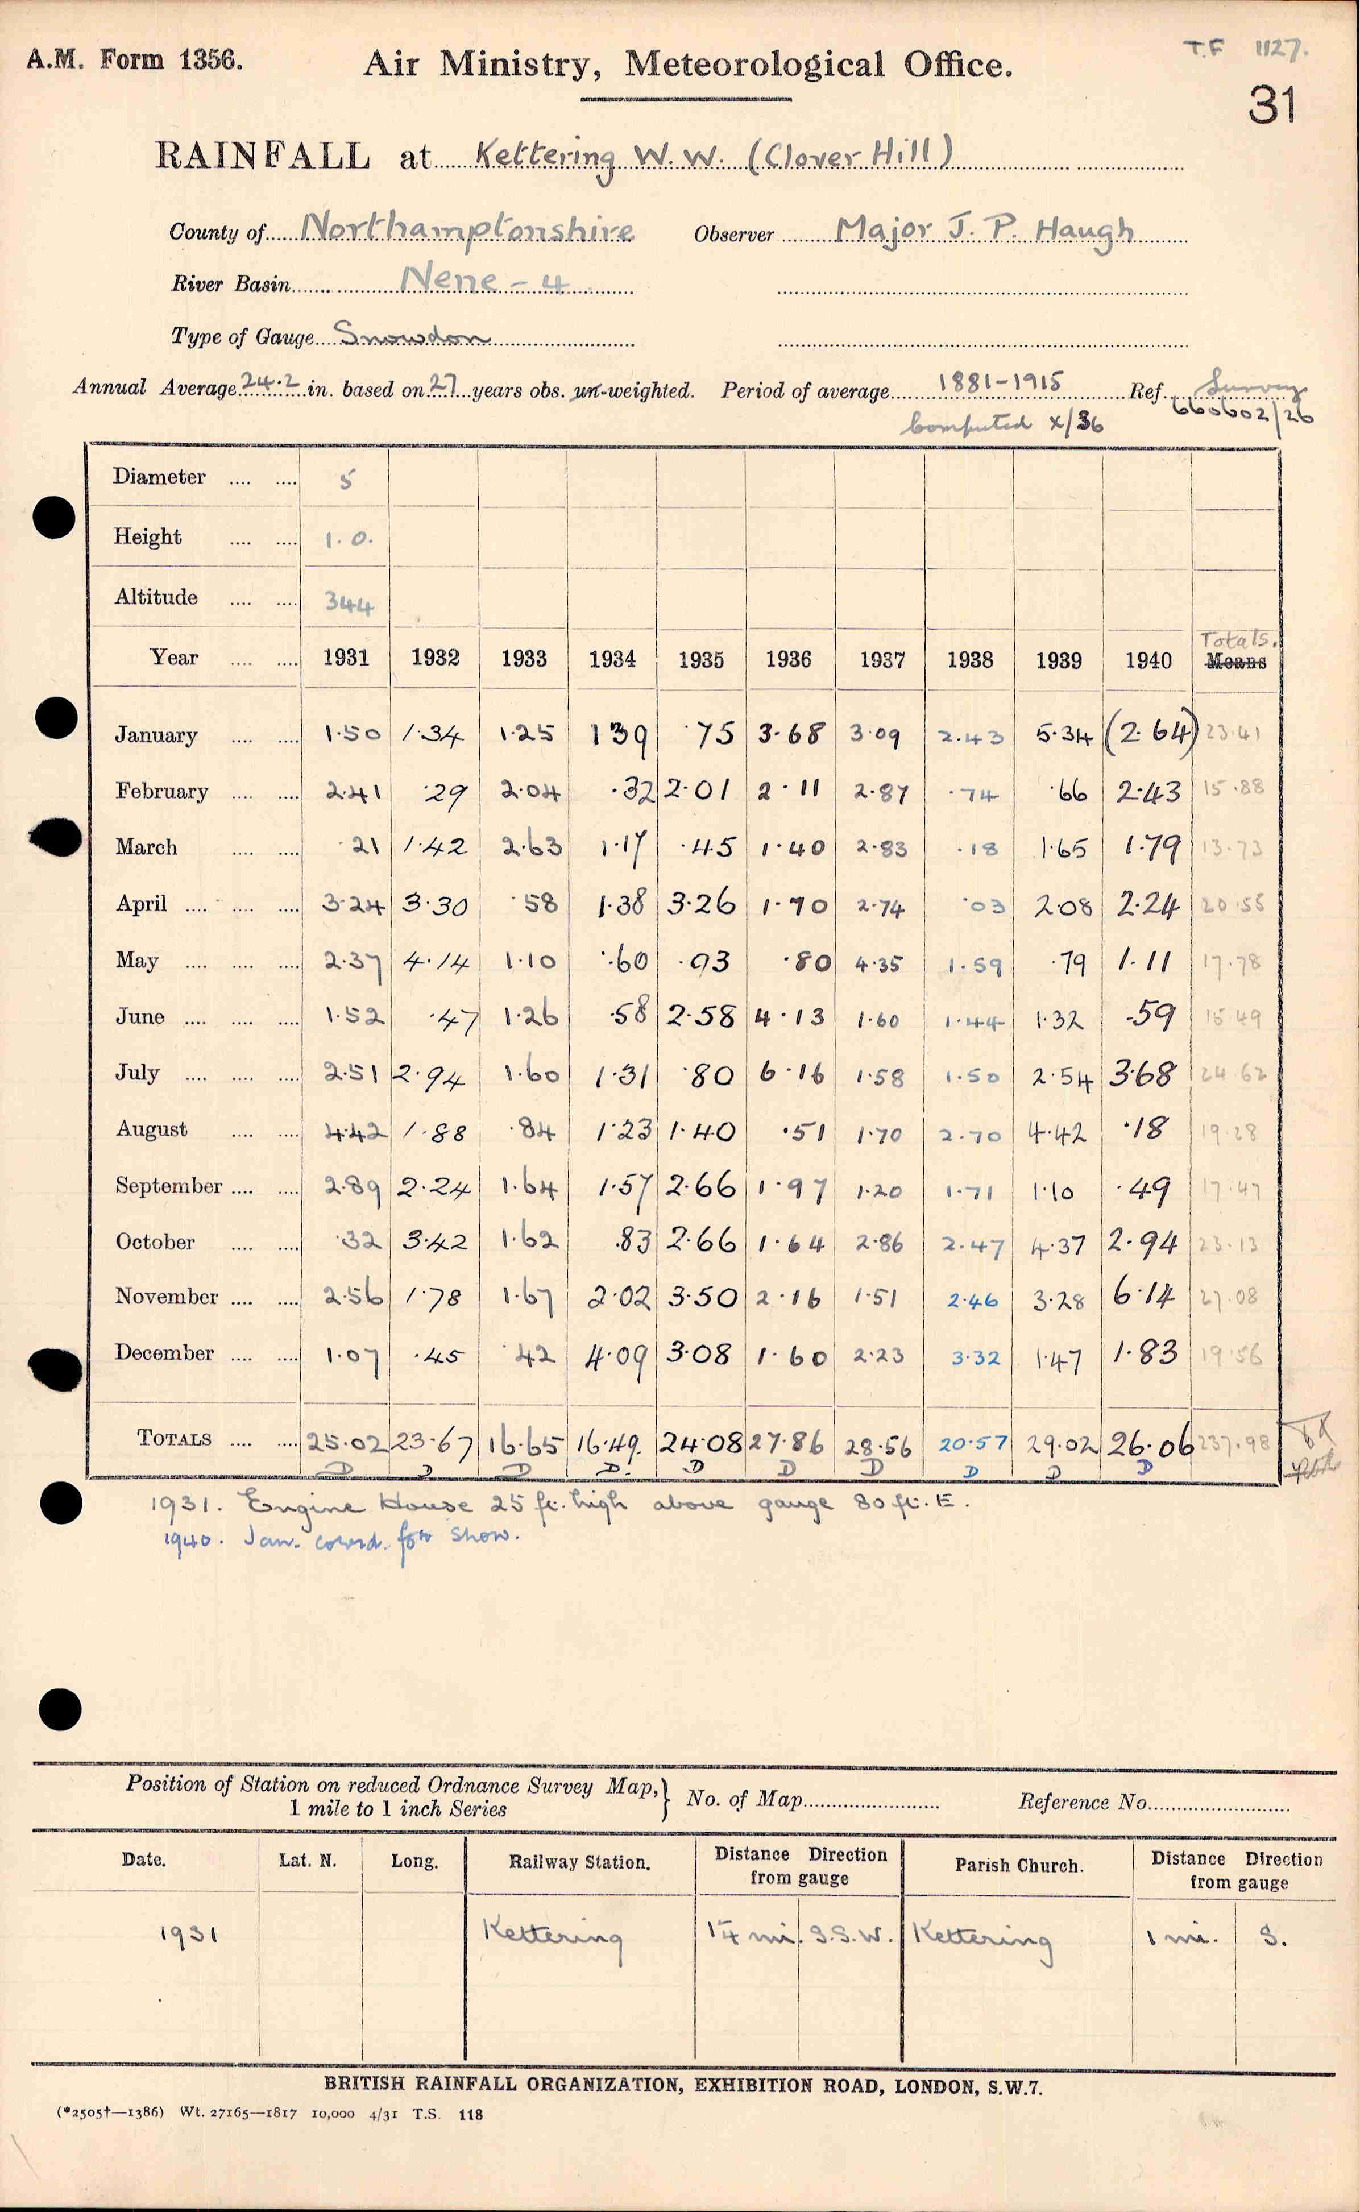 A.M. Form 1356.
Air Ministry, Meteorological Office.
T.F 1127.
31
RAINFALL at Kettering W.W. (Clover Hill)
County of Northamptonshire Observer Major J. P. Haugh
River Basin Nene - 4
Type of Gauge Snowdon
Annual Average 24.2 in. based on 27 years obs. un-weighted. Period of average 1881-1915 Ref. Survey
Computed x/36 660602/26
Diameter .... .... 5
Height .... .... 1.0.
Altitude .... .... 344
Totals.
Year .... .... 1931 1932 1933 1934 1935 1936 1937 1938 1939 1940 Means
January .... .... 1.50 1.34 1.25 1 39 .75 3.68 3.09 2.43 5.34 (2.64) 23.41
February .... .... 2.41 .29 2.04 .32 2.01 2.11 2.87 .74 .66 2.43 15.88
March .... .... .21 1.42 2.63 1.17 .45 1.40 2.83 .18 1.65 1.79 13.73
April .... .... .... 3.24 3.30 .58 1.38 3.26 1.70 2.74 .03 2.08 2.24 20.55
May .... .... .... 2.37 4.14 1.10 .60 .93 .80 4.35 1.59 .79 1.11 17.78
June .... .... .... 1.52 .47 1.26 .58 2.58 4.13 1.60 1.44 1.32 .59 15.49
July .... .... .... 2.51 2.94 1.60 1.31 .80 6.16 1.58 1.50 2.54 3.68 24.62
August .... .... 4.42 1.88 .84 1.23 1.40 .51 1.70 2.70 4.42 .18 19.28
September .... .... 2.89 2.24 1.64 1.57 2.66 1.97 1.20 1.71 1.10 .49 17.47
October .... .... .32 3.42 1.62 .83 2.66 1.64 2.86 2.47 4.37 2.94 23.13
November .... .... 2.56 1.78 1.67 2.02 3.50 2.16 1.51 2.46 3.28 6.14 27.08
December .... .... 1.07 .45 .42 4.09 3.08 1.60 2.23 3.32 1.47 1.83 19.56
TOTALS .... .... 25.02 23.67 16.65 16.49. 24.08 27.86 28.56 20.57 29.02 26.06 237.98
D D D D. D D D D D D
1931. Engine House 25 ft. high above gauge 80 ft. E.
1940. Jan. corrd. for snow.
Position of Station on reduced Ordnance Survey Map, } No. of Map Reference No.
1 mile to 1 inch Series
Date. Lat. N. Long. Railway Station. Distance Direction from gauge Parish Church. Distance Direction from gauge
1931 Kettering 1¼ mi. S.S.W. Kettering 1 mi. S.
BRITISH RAINFALL ORGANIZATION, EXHIBITION ROAD, LONDON, S.W.7.
(*2505†—1386) Wt. 27165—1817 10,000 4/31 T.S. 118